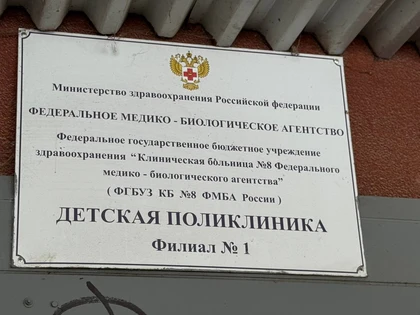 Министерство здравоохранения Российской федерации
ФЕДЕРАЛЬНОЕ МЕДИКО - БИОЛОГИЧЕСКОЕ АГЕНТСТВО
Федеральное государственное бюджетное учреждение
здравоохранения “Клиническая больница №8 Федерального
медико - биологического агентства”
( ФГБУЗ КБ №8 ФМБА России )
ДЕТСКАЯ ПОЛИКЛИНИКА
Филиал № 1